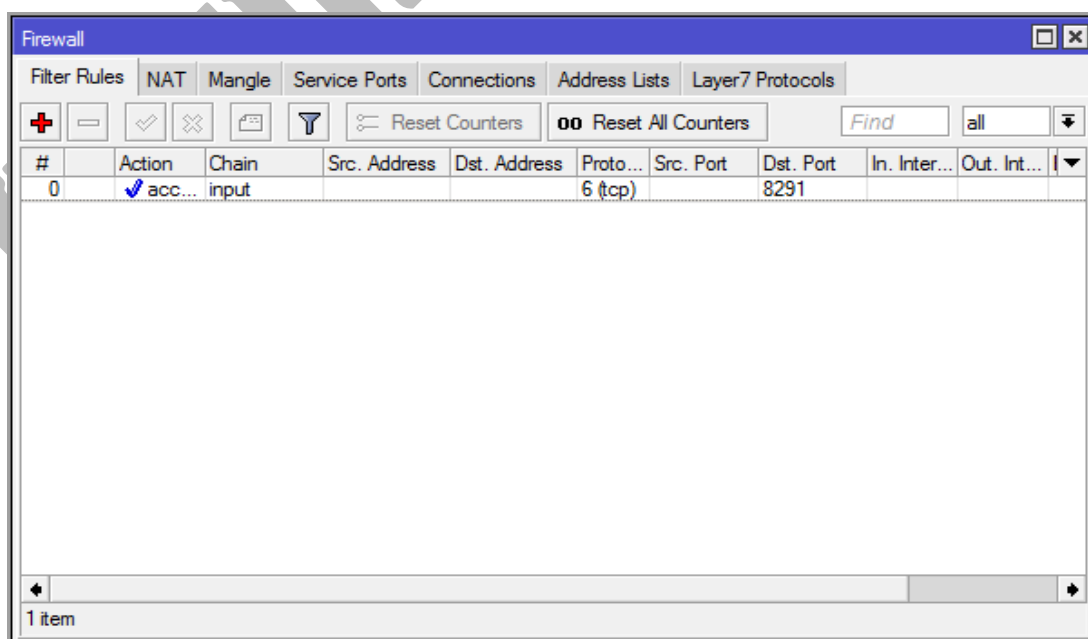 Firewall
Filter Rules NAT Mangle Service Ports Connections Address Lists Layer7 Protocols
Reset Counters 00 Reset All Counters Find all
# Action Chain Src. Address Dst. Address Proto... Src. Port Dst. Port In. Inter... Out. Int...
0 acc... input 6 (tcp) 8291
1 item